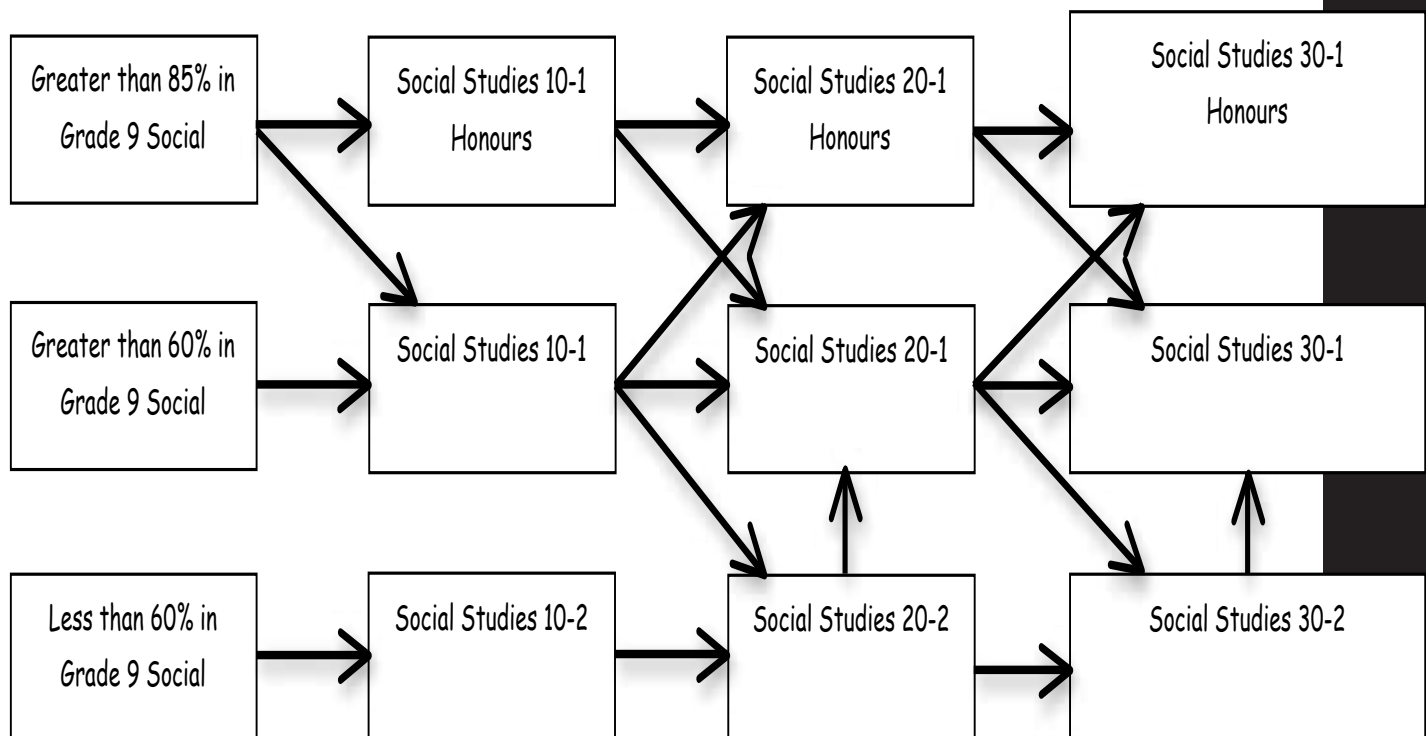 Greater than 85% in
Grade 9 Social
Social Studies 10-1
Honours
Social Studies 20-1
Honours
Social Studies 30-1
Honours
Greater than 60% in
Grade 9 Social
Social Studies 10-1
Social Studies 20-1
Social Studies 30-1
Less than 60% in
Grade 9 Social
Social Studies 10-2
Social Studies 20-2
Social Studies 30-2